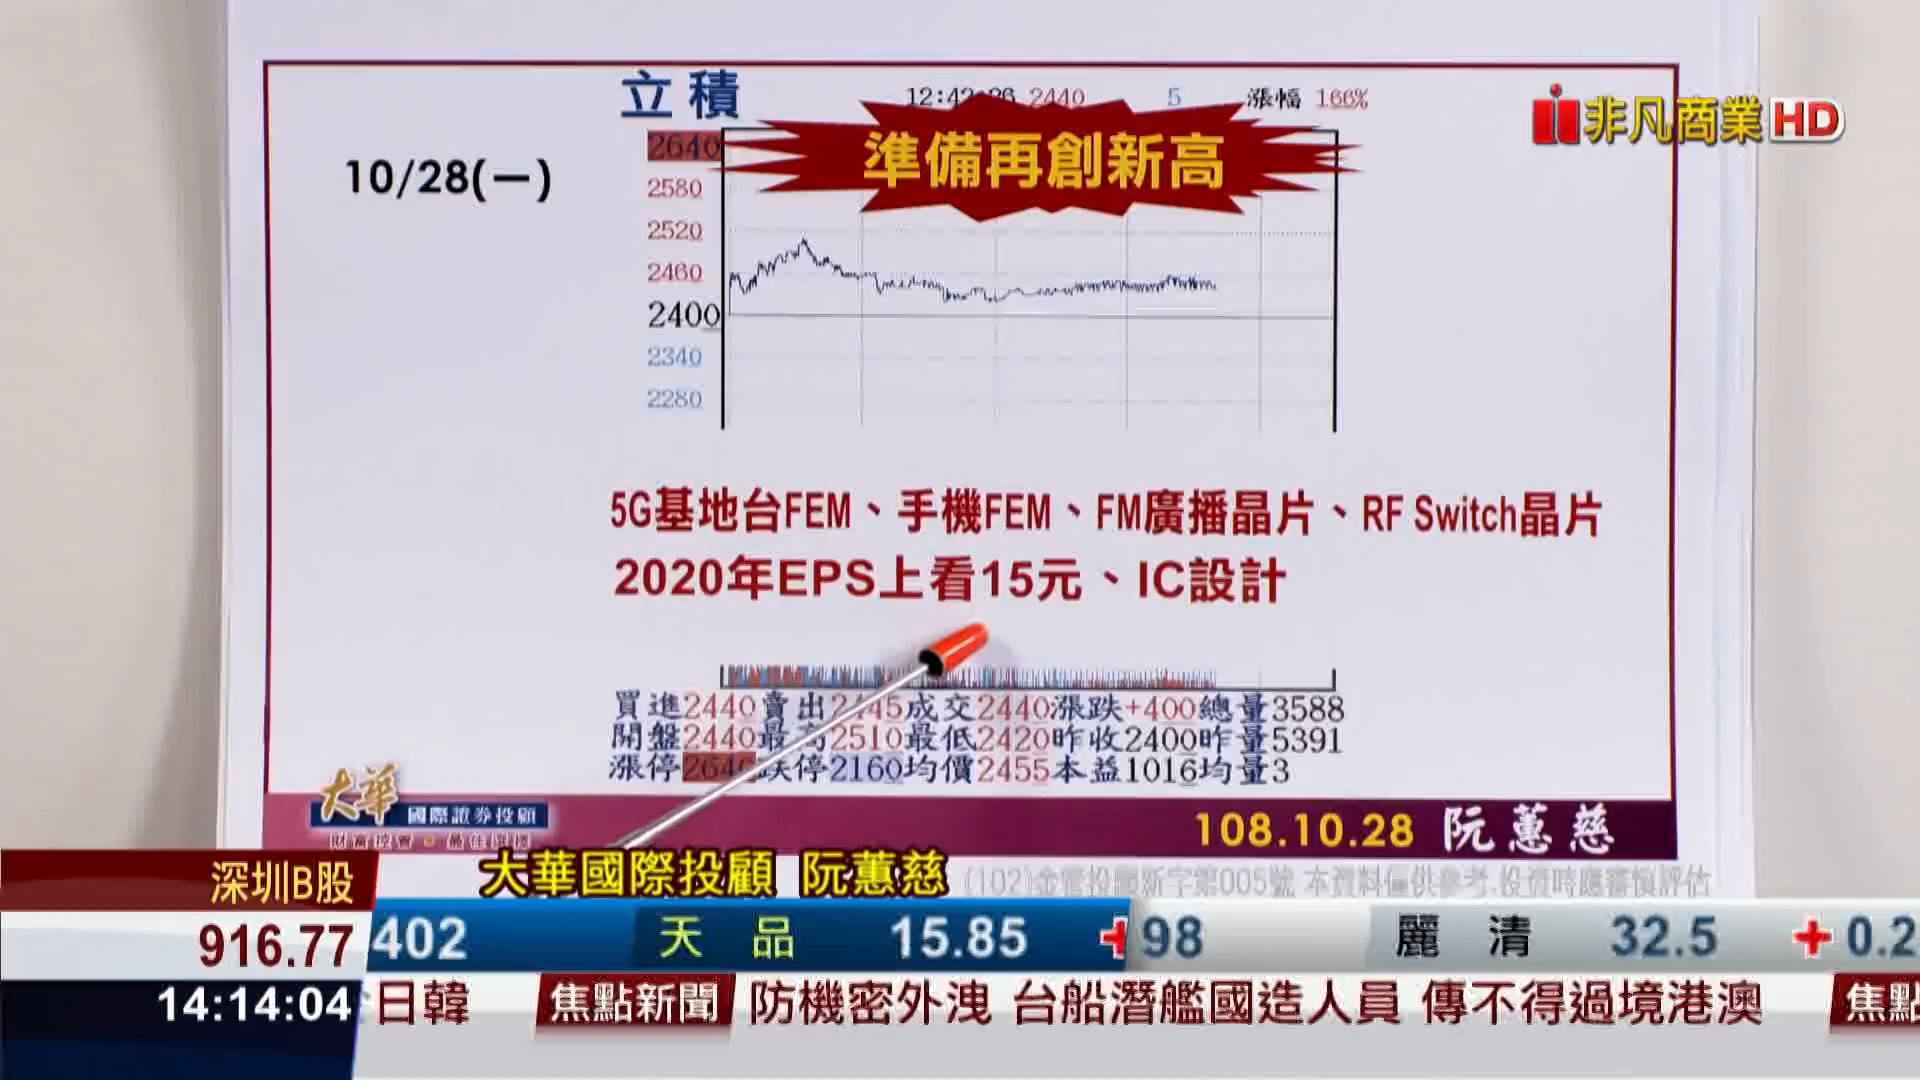 立積
12:42:26 2440 5 漲幅 166%
非凡商業HD
準備再創新高
10/28(一)
2640
2580
2520
2460
2400
2340
2280
5G基地台FEM、手機FEM、FM廣播晶片、RF Switch晶片
2020年EPS上看15元、IC設計
買進2440賣出2445成交2440漲跌+400總量3588
開盤2440最高2510最低2420昨收2400昨量5391
漲停2640跌停2160均價2455本益1016均量3
大華國際證券投顧
108.10.28 阮蕙慈
深圳B股
大華國際投顧 阮蕙慈
(102)金管投顧新字第005號 本資料僅供參考,投資時應審慎評估
916.77
402 天品 15.85 +98 麗清 32.5 +0.2
14:14:04
日韓 焦點新聞 防機密外洩 台船潛艦國造人員 傳不得過境港澳 焦點